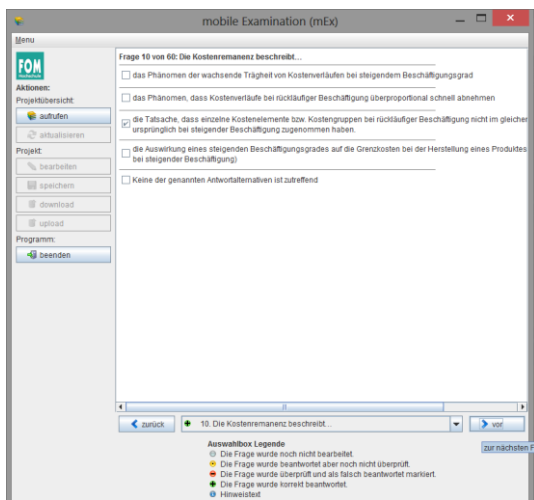 mobile Examination (mEx)
Menu
FOM
Hochschule
Aktionen:
Projektübersicht:
aufrufen
aktualisieren
Projekt:
bearbeiten
speichern
download
upload
Programm:
beenden
Frage 10 von 60: Die Kostenremanenz beschreibt...
das Phänomen der wachsende Trägheit von Kostenverläufen bei steigendem Beschäftigungsgrad
das Phänomen, dass Kostenverläufe bei rückläufiger Beschäftigung überproportional schnell abnehmen
die Tatsache, dass einzelne Kostenelemente bzw. Kostengruppen bei rückläufiger Beschäftigung nicht im gleicher
ursprünglich bei steigender Beschäftigung zugenommen haben.
die Auswirkung eines steigenden Beschäftigungsgrades auf die Grenzkosten bei der Herstellung eines Produktes
bei steigender Beschäftigung)
Keine der genannten Antwortalternativen ist zutreffend
zurück
10. Die Kostenremanenz beschreibt...
vor
zur nächsten F
Auswahlbox Legende
Die Frage wurde noch nicht bearbeitet.
Die Frage wurde beantwortet aber noch nicht überprüft.
Die Frage wurde überprüft und als falsch beantwortet markiert.
Die Frage wurde korrekt beantwortet.
Hinweistext